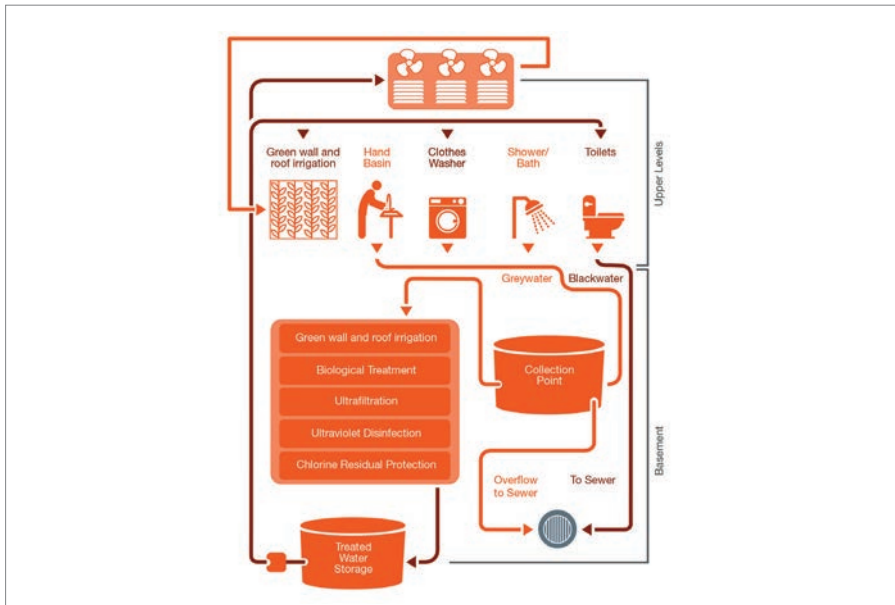 Green wall and
roof irrigation
Hand
Basin
Clothes
Washer
Shower/
Bath
Toilets
Upper Levels
Greywater
Blackwater
Green wall and roof irrigation
Biological Treatment
Ultrafiltration
Ultraviolet Disinfection
Chlorine Residual Protection
Collection
Point
Basement
Overflow
to Sewer
To Sewer
Treated
Water
Storage